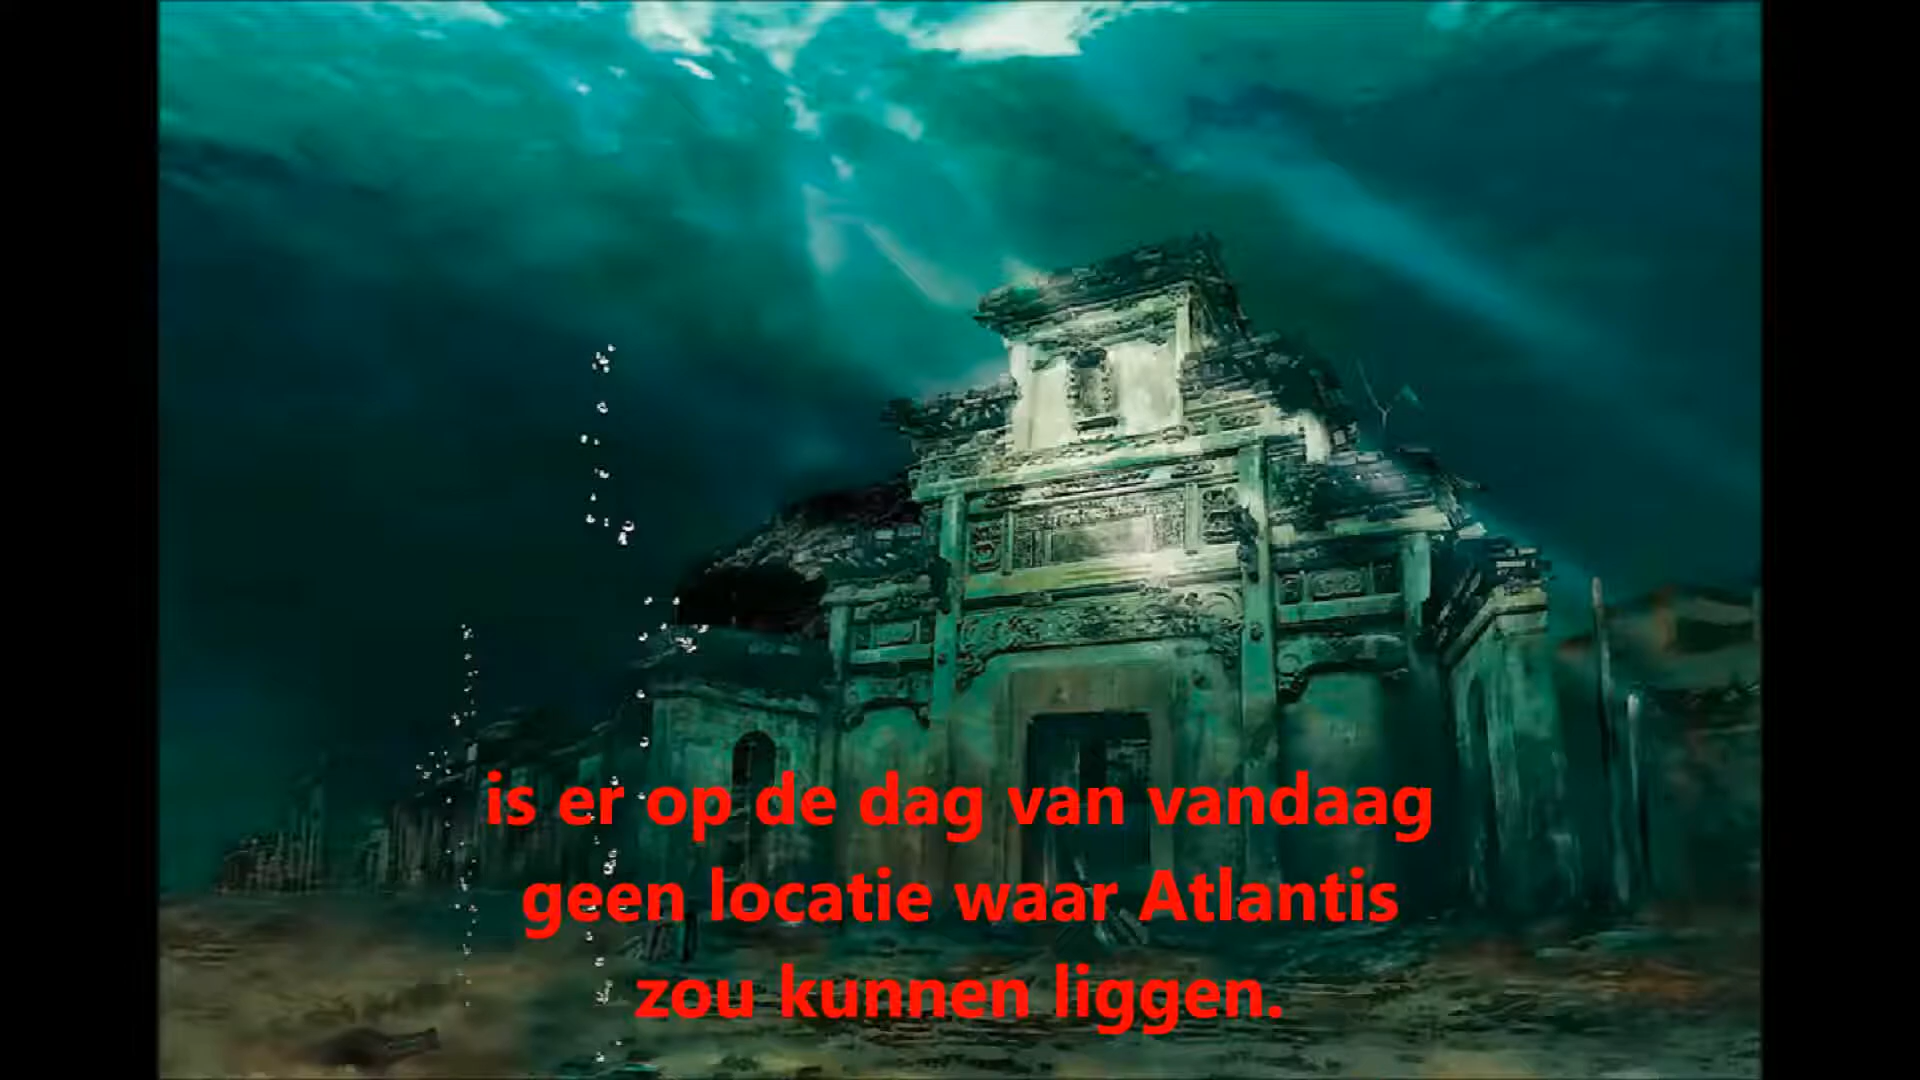 is er op de dag van vandaag
geen locatie waar Atlantis
zou kunnen liggen.